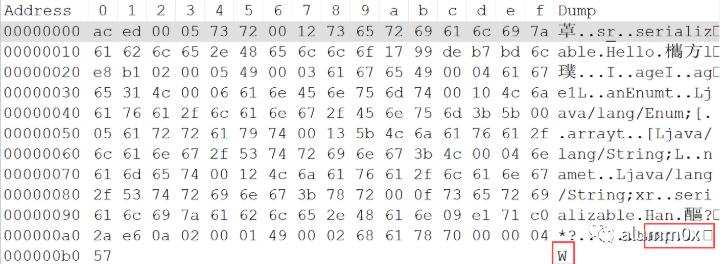 Address 0 1 2 3 4 5 6 7 8 9 a b c d e f Dump
00000000 ac ed 00 05 73 72 00 12 73 65 72 69 61 6c 69 7a 革..sr..serializ
00000010 61 62 6c 65 2e 48 65 6c 6c 6f 17 99 de b7 bd 6c able.Hello.櫤方l
00000020 e8 b1 02 00 05 49 00 03 61 67 65 49 00 04 61 67 璞...I..ageI..ag
00000030 65 31 4c 00 06 61 6e 45 6e 75 6d 74 00 10 4c 6a e1L..anEnumt..Lj
00000040 61 76 61 2f 6c 61 6e 67 2f 45 6e 75 6d 3b 5b 00 ava/lang/Enum;[.
00000050 05 61 72 72 61 79 74 00 13 5b 4c 6a 61 76 61 2f .arrayt..[Ljava/
00000060 6c 61 6e 67 2f 53 74 72 69 6e 67 3b 4c 00 04 6e lang/String;L..n
00000070 61 6d 65 74 00 12 4c 6a 61 76 61 2f 6c 61 6e 67 amet..Ljava/lang
00000080 2f 53 74 72 69 6e 67 3b 78 72 00 0f 73 65 72 69 /String;xr..seri
00000090 61 6c 69 7a 61 62 6c 65 2e 48 61 6e 09 e1 71 c0 alizable.Han.醧?
000000a0 2a e6 0a 02 00 01 49 00 02 68 61 78 70 00 00 04 *?.
alumm0x
000000b0 57 W